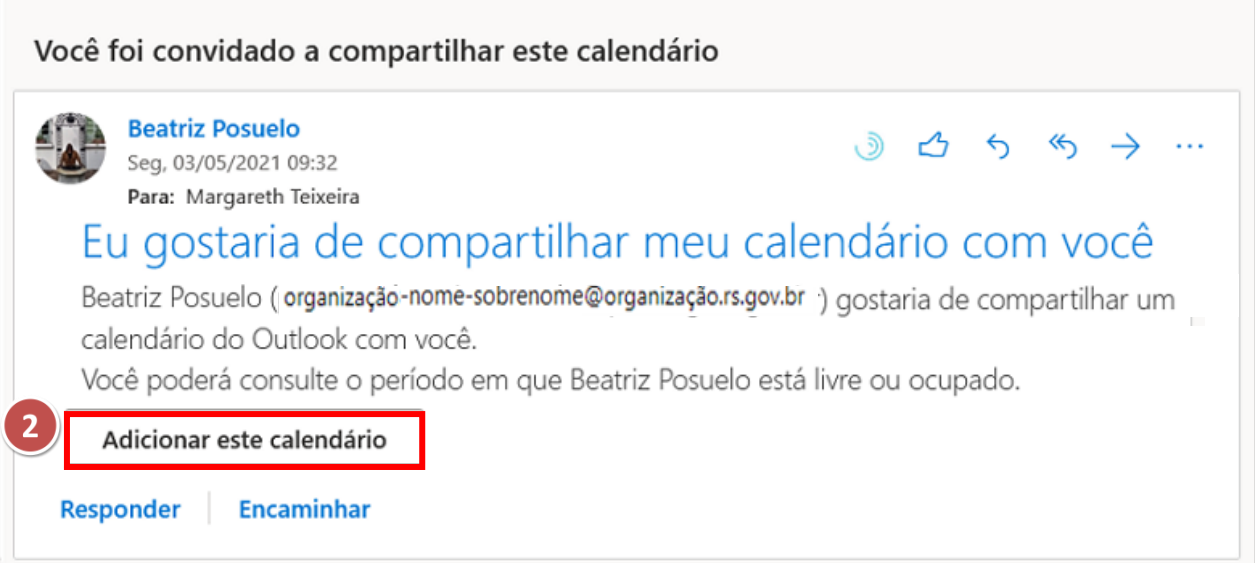 Você foi convidado a compartilhar este calendário
Beatriz Posuelo
Seg, 03/05/2021 09:32
Para: Margareth Teixeira
Eu gostaria de compartilhar meu calendário com você
Beatriz Posuelo ( organização-nome-sobrenome@organização.rs.gov.br ) gostaria de compartilhar um
calendário do Outlook com você.
Você poderá consulte o período em que Beatriz Posuelo está livre ou ocupado.
2
Adicionar este calendário
Responder
Encaminhar